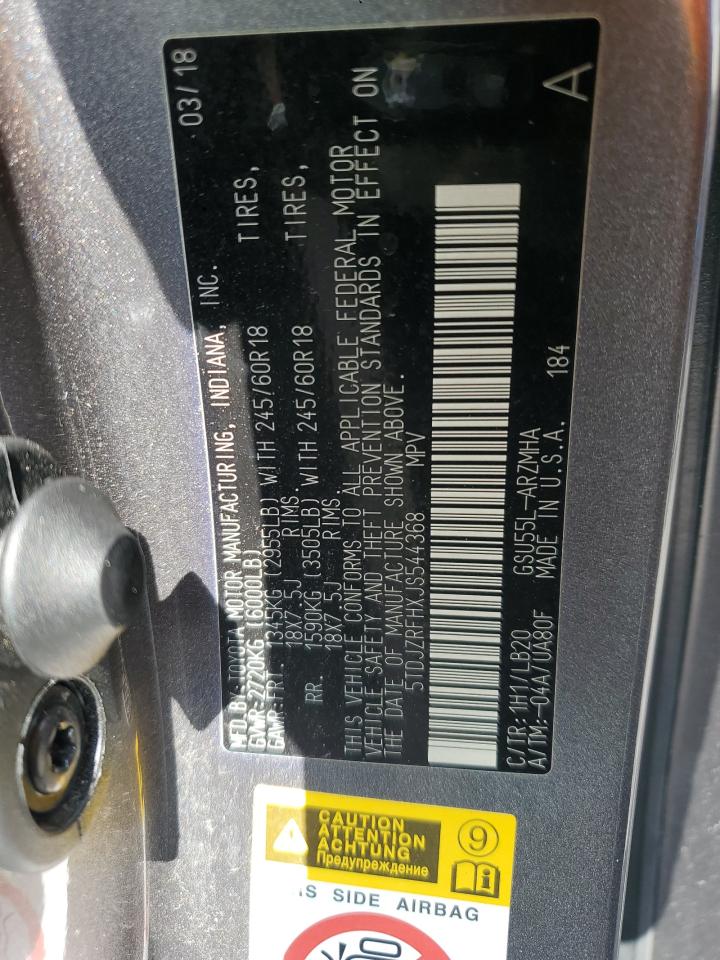 MFD.BY:TOYOTA MOTOR MANUFACTURING, INDIANA, INC. 03/18
GVWR 2720KG (6000LB)
GAWR FRT. 1345KG (2955LB) WITH 245/60R18 TIRES,
18X7.5J RIMS.
RR. 1590KG (3505LB) WITH 245/60R18 TIRES,
18X7.5J RIMS.
THIS VEHICLE CONFORMS TO ALL APPLICABLE FEDERAL MOTOR
VEHICLE SAFETY AND THEFT PREVENTION STANDARDS IN EFFECT ON
THE DATE OF MANUFACTURE SHOWN ABOVE.
5TDJZRFHXJS544368 MPV
C/TR: 1H1/LB20 GSU55L-ARZMHA
A/TM:-04A/UA80F MADE IN U.S.A. 184
A
CAUTION
ATTENTION
ACHTUNG
Предупреждение
9
SIDE AIRBAG